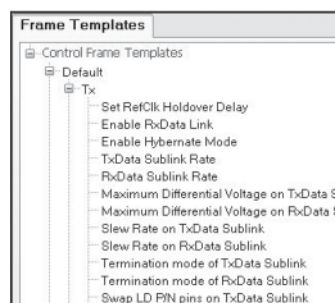 Frame Templates
Control Frame Templates
Default
Tx
Set RefClk Holdover Delay
Enable RxData Link
Enable Hybernate Mode
TxData Sublink Rate
RxData Sublink Rate
Maximum Differential Voltage on TxData S
Maximum Differential Voltage on RxData S
Slew Rate on TxData Sublink
Slew Rate on RxData Sublink
Termination mode of TxData Sublink
Termination mode of RxData Sublink
Swap LD P/N pins on TxData Sublink